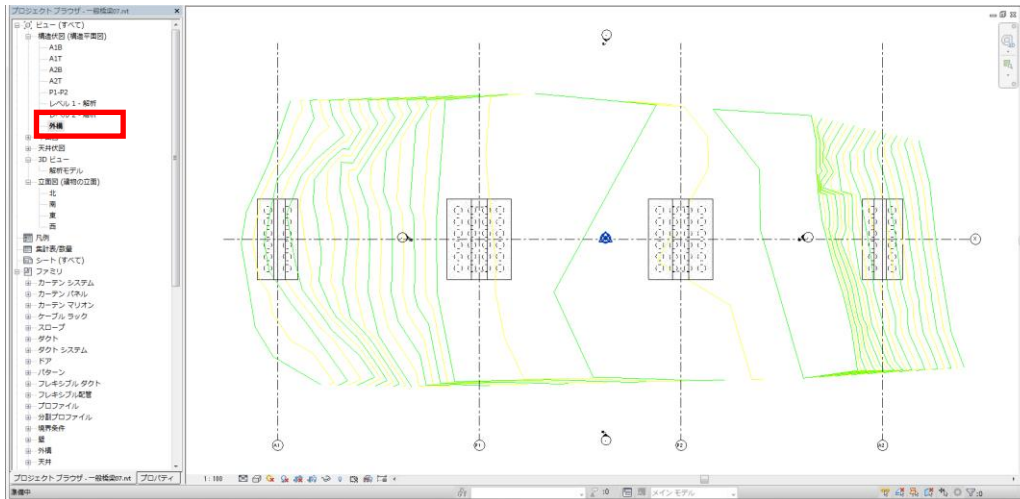 プロジェクト ブラウザ - 一般橋梁07.rvt
ビュー (すべて)
構造伏図 (構造平面図)
A1B
A1T
A2B
A2T
P1-P2
レベル 1 - 解析
レベル 2 - 解析
外構
天井伏図
3D ビュー
解析モデル
立面図 (建物の立面)
北
南
東
西
凡例
集計表/数量
シート (すべて)
ファミリ
カーテン システム
カーテン パネル
カーテン マリオン
ケーブル ラック
スロープ
ダクト
ダクト システム
ドア
パターン
フレキシブル ダクト
フレキシブル配管
プロファイル
分割プロファイル
境界条件
壁
外構
天井
A1
P1
P2
A2
プロジェクト ブラウザ - 一般橋梁07.rvt
プロパティ
1 : 100
準備中
:0
メイン モデル
:0